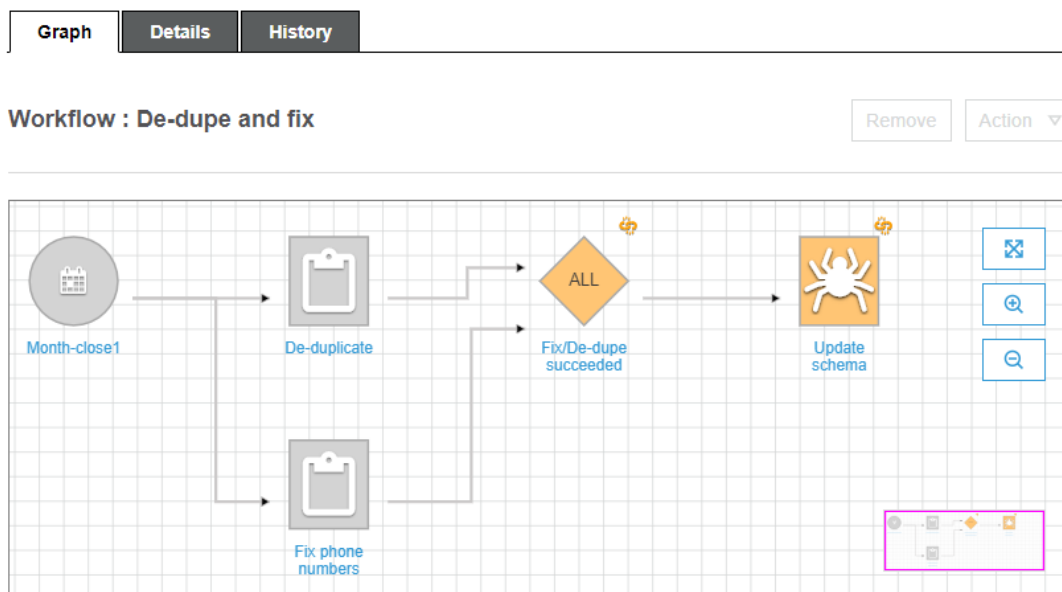 Graph Details History
Workflow : De-dupe and fix
Remove Action
ALL
Month-close1 De-duplicate Fix/De-dupe Update
succeeded schema
Fix phone
numbers